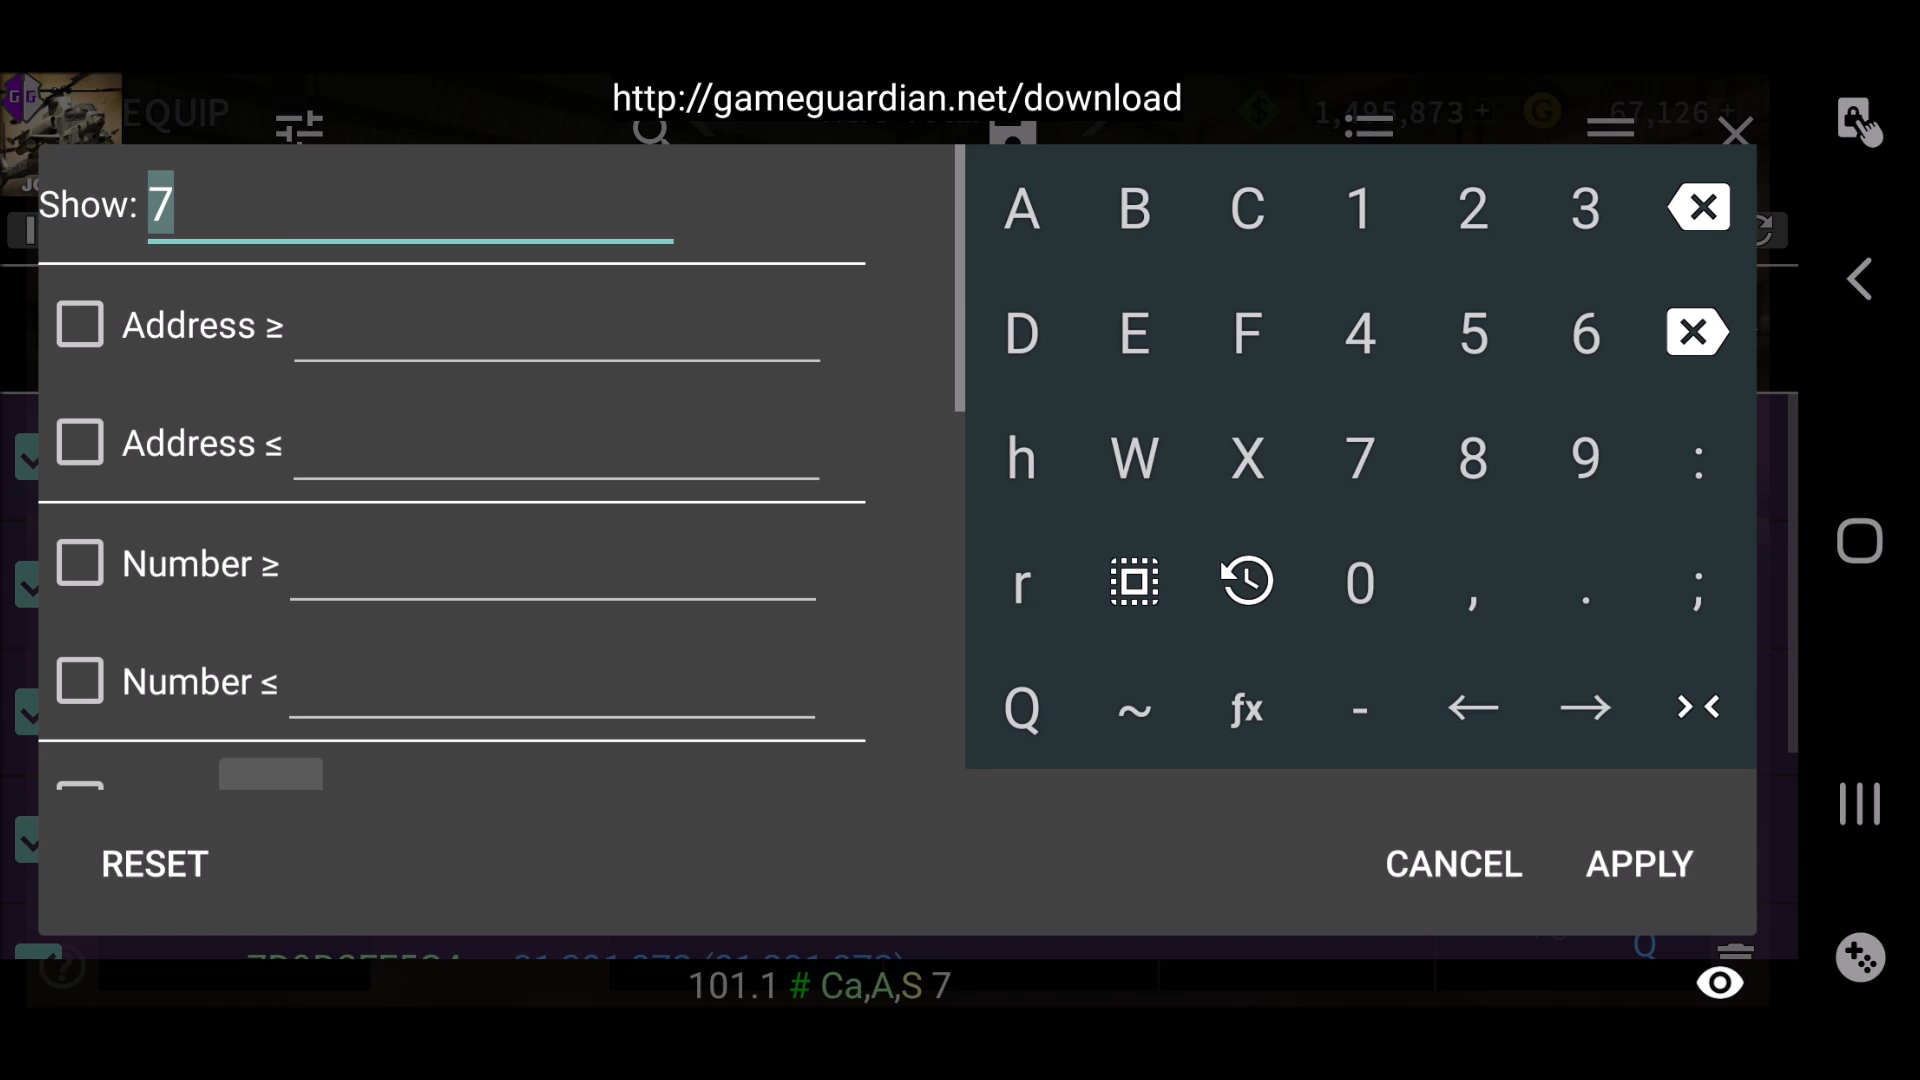 http://gameguardian.net/download
EQUIP
1,495,873 +
67,126 +
Show: 7
Address ≥
Address ≤
Number ≥
Number ≤
A B C 1 2 3
D E F 4 5 6
h W X 7 8 9 :
r 0 , . ;
Q ~ ƒx - ← → > <
RESET
CANCEL
APPLY
Q
101.1 # Ca,A,S 7